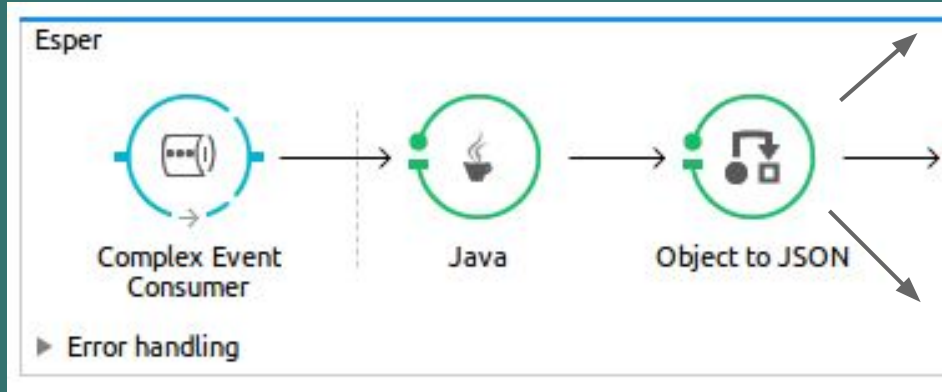 Esper
Complex Event
Consumer
Java
Object to JSON
Error handling